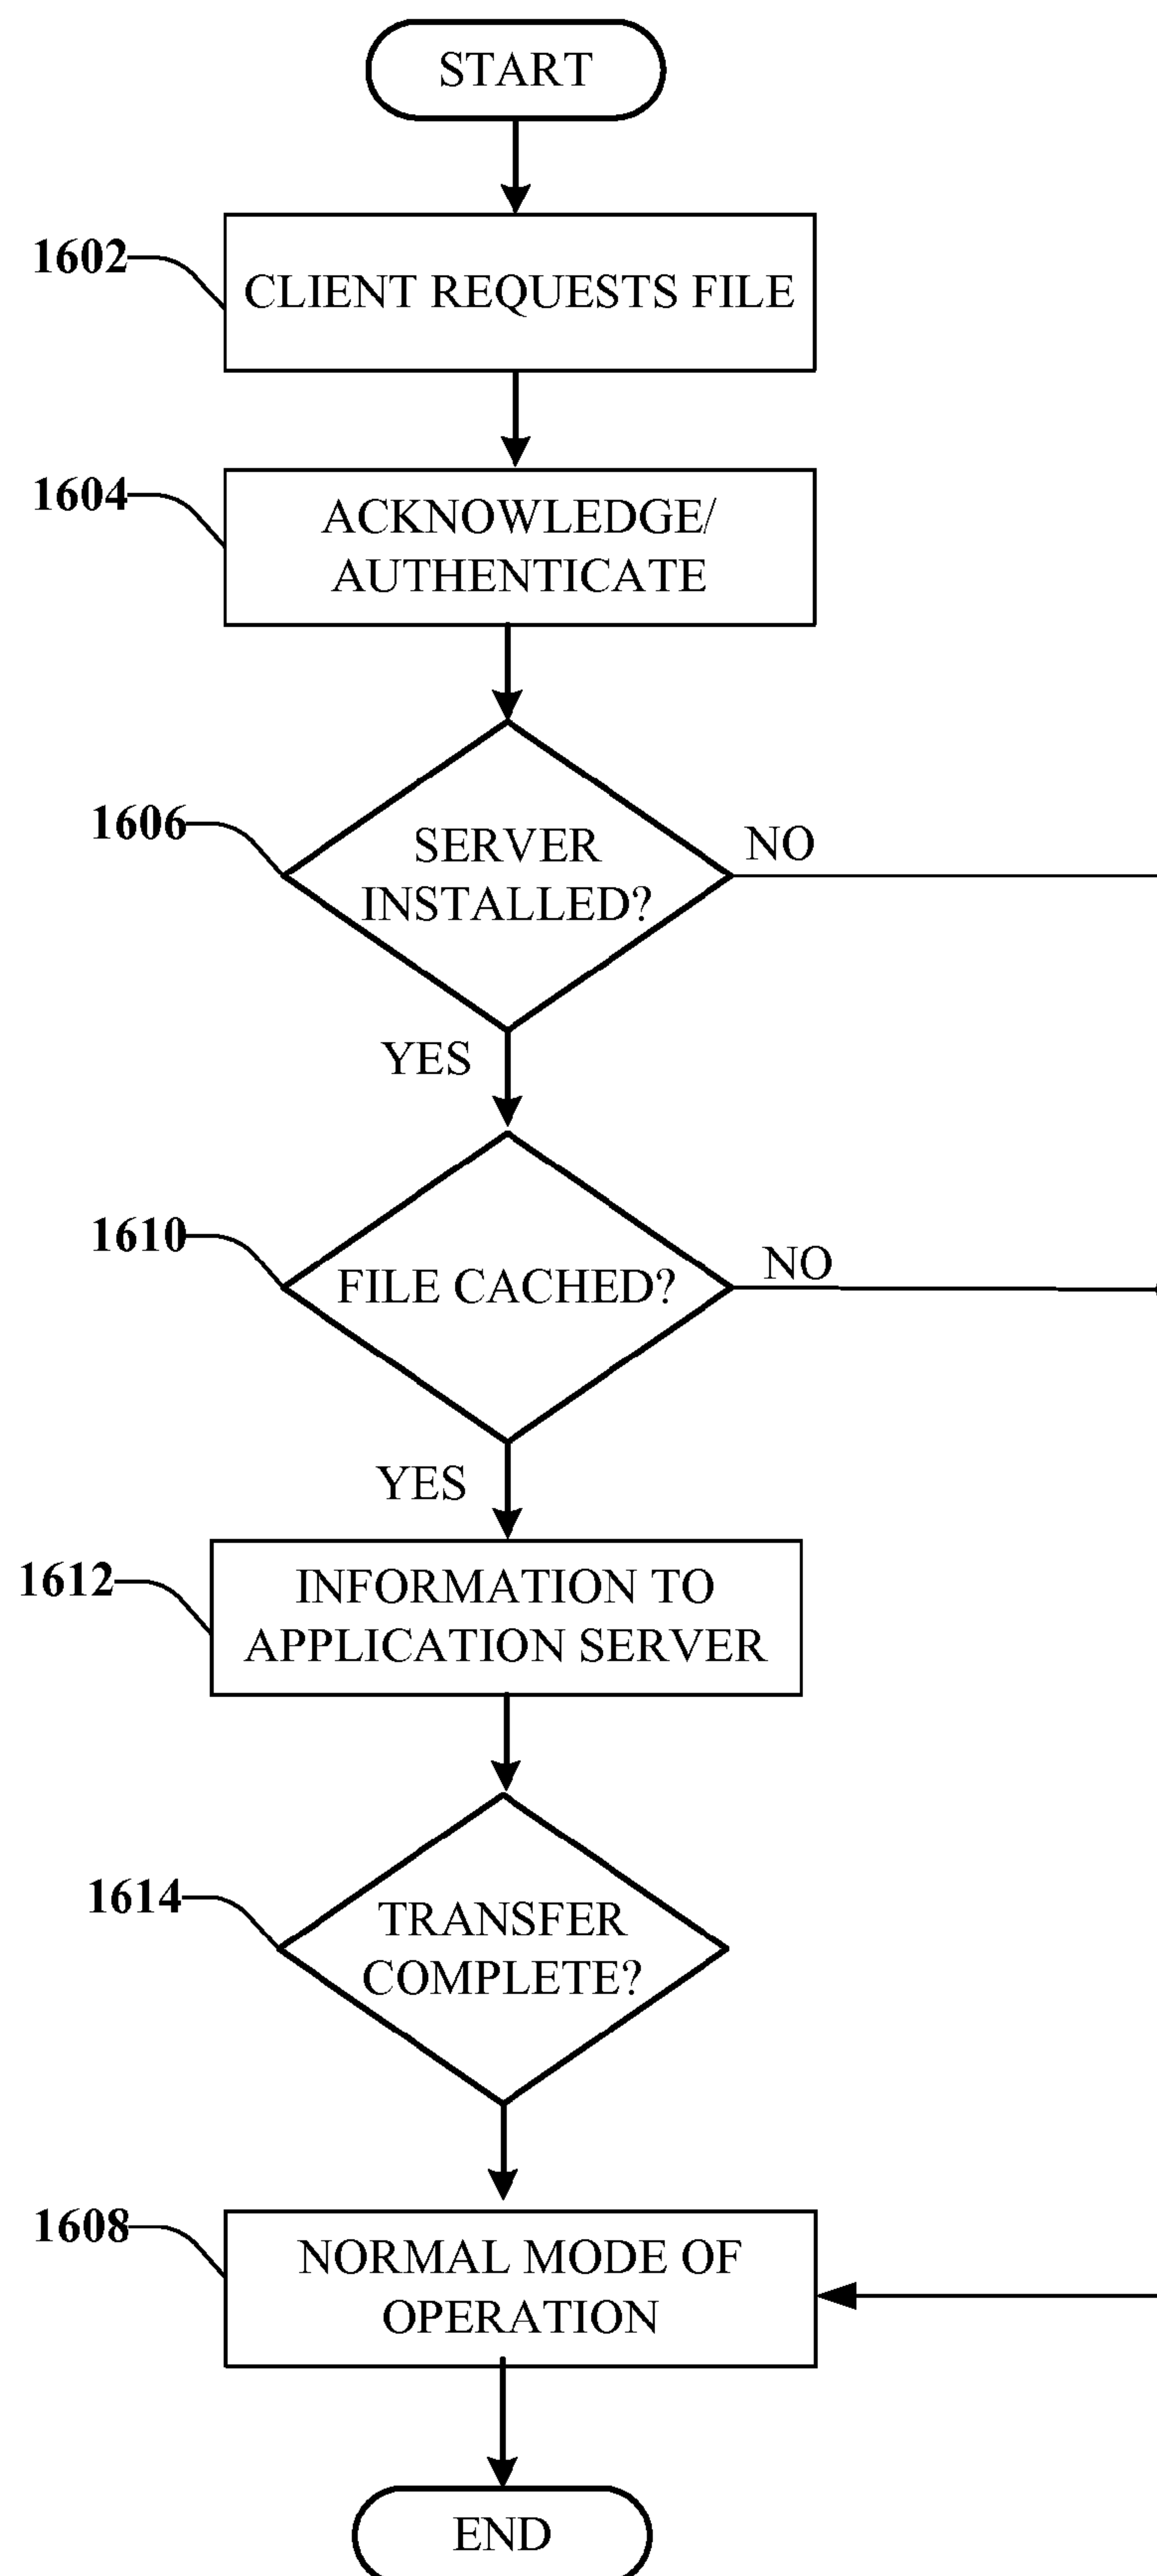 START
1602
CLIENT REQUESTS FILE
1604
ACKNOWLEDGE/
AUTHENTICATE
1606
SERVER
INSTALLED?
NO
YES
1610
FILE CACHED?
NO
YES
1612
INFORMATION TO
APPLICATION SERVER
1614
TRANSFER
COMPLETE?
1608
NORMAL MODE OF
OPERATION
END